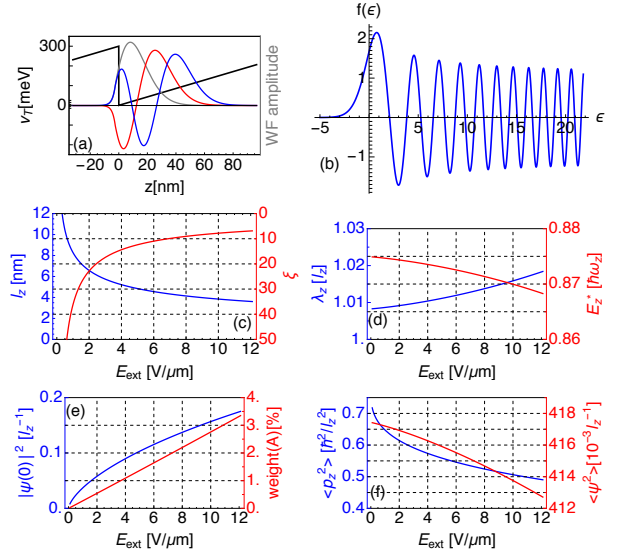 300
0
v_T[meV]
(a)
WF amplitude
−20 0 20 40 60 80
z[nm]
f(ϵ)
2
1
−1
−5 5 10 15 20 ϵ
(b)
12
10
8
6
4
2
0
l_z [nm]
0
10
20
30
40
50
ξ
(c)
0 2 4 6 8 10 12
E_ext [V/μm]
1.03
1.02
1.01
1
λ_z [l_z]
0.88
0.87
0.86
E_z^* [ħω_z]
(d)
0 2 4 6 8 10 12
E_ext [V/μm]
0.2
0.1
0
|ψ(0)|^2 [l_z^-1]
4.
3.
2.
1.
0.
weight(A)[%]
(e)
0 2 4 6 8 10 12
E_ext [V/μm]
0.7
0.6
0.5
0.4
<p_z^2> [ħ^2/l_z^2]
418
416
414
412
<ψ^2>[10^-3 l_z^-1]
(f)
0 2 4 6 8 10 12
E_ext [V/μm]